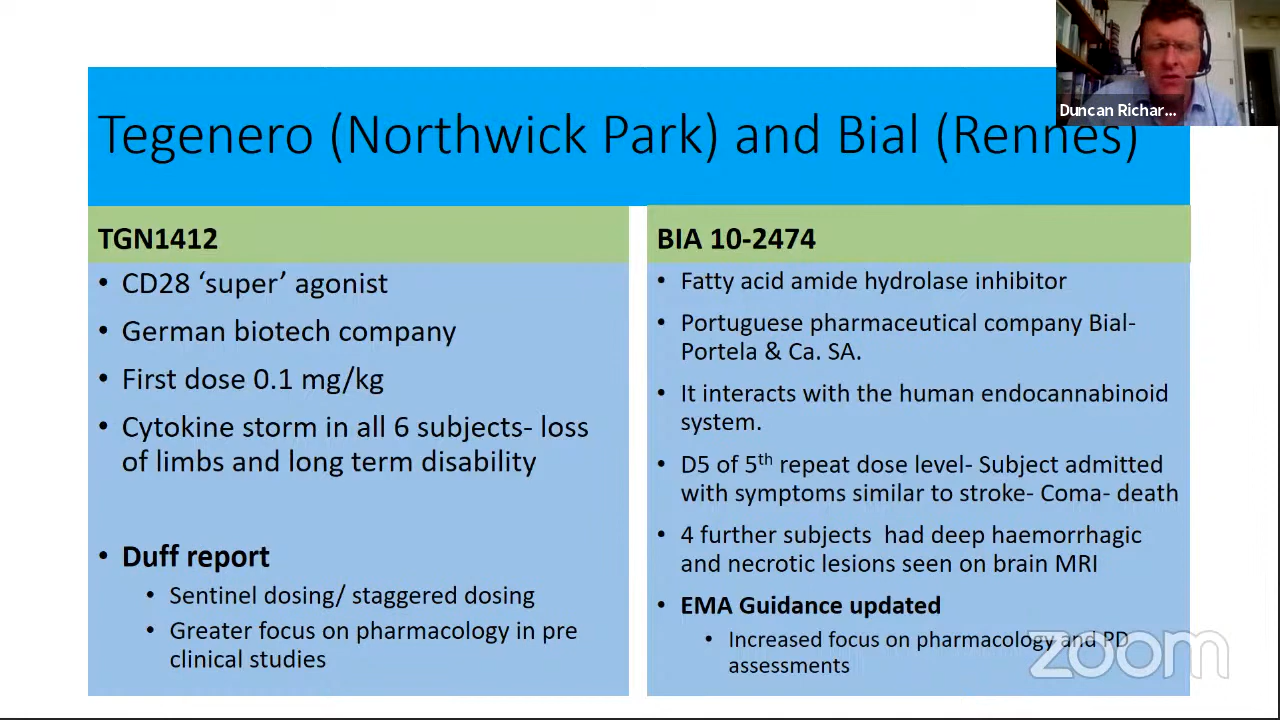 Duncan Richar...
Tegenero (Northwick Park) and Bial (Rennes)
TGN1412
• CD28 ‘super’ agonist
• German biotech company
• First dose 0.1 mg/kg
• Cytokine storm in all 6 subjects- loss
of limbs and long term disability
• Duff report
• Sentinel dosing/ staggered dosing
• Greater focus on pharmacology in pre
clinical studies
BIA 10-2474
• Fatty acid amide hydrolase inhibitor
• Portuguese pharmaceutical company Bial-
Portela & Ca. SA.
• It interacts with the human endocannabinoid
system.
• D5 of 5th repeat dose level- Subject admitted
with symptoms similar to stroke- Coma- death
• 4 further subjects had deep haemorrhagic
and necrotic lesions seen on brain MRI
• EMA Guidance updated
• Increased focus on pharmacology and PD
assessments
zoom